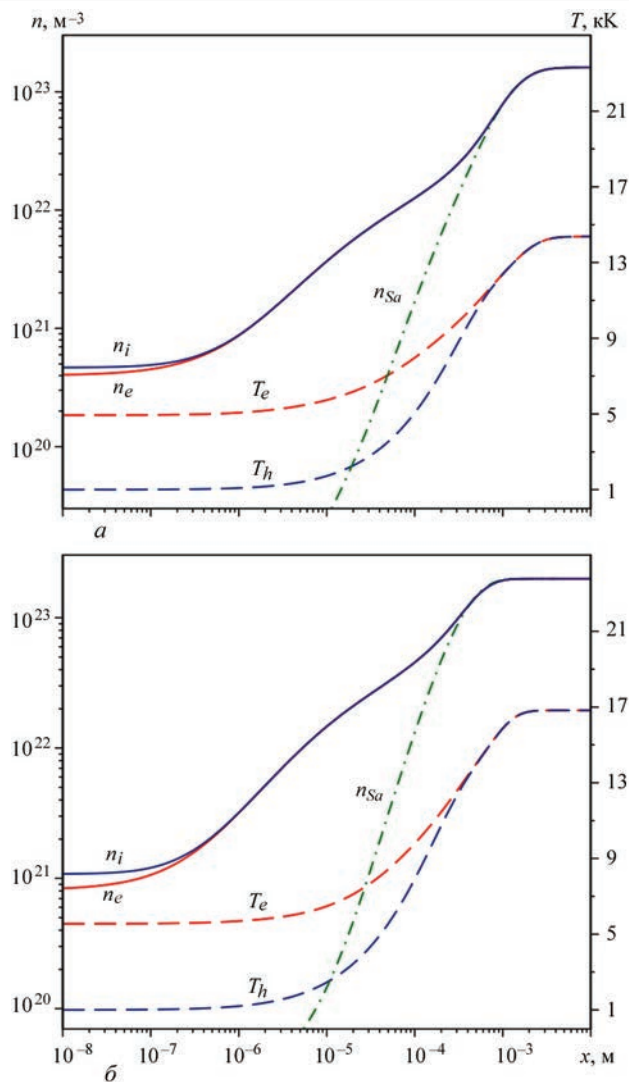 n, м⁻³ T, кК
10²³
21
17
10²²
13
n_Sa
10²¹
n_i
9
n_e
T_e
5
10²⁰
T_h
1
а
10²³
21
17
10²²
n_Sa
13
10²¹
n_i
9
n_e
T_e
5
10²⁰
T_h
1
10⁻⁸ 10⁻⁷ 10⁻⁶ 10⁻⁵ 10⁻⁴ 10⁻³ x, м
б